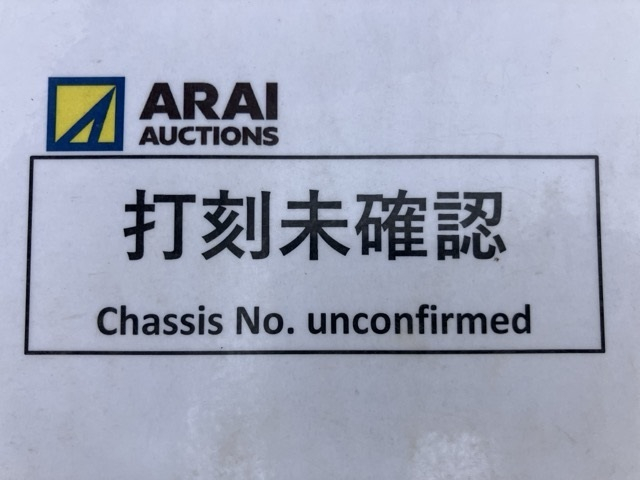 ARAI
AUCTIONS
打刻未確認
Chassis No. unconfirmed